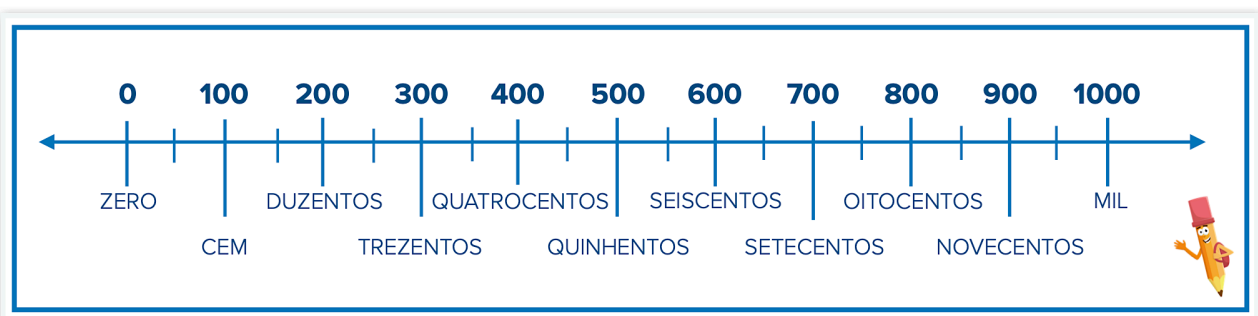 0 100 200 300 400 500 600 700 800 900 1000
ZERO DUZENTOS QUATROCENTOS SEISCENTOS OITOCENTOS MIL
CEM TREZENTOS QUINHENTOS SETECENTOS NOVECENTOS